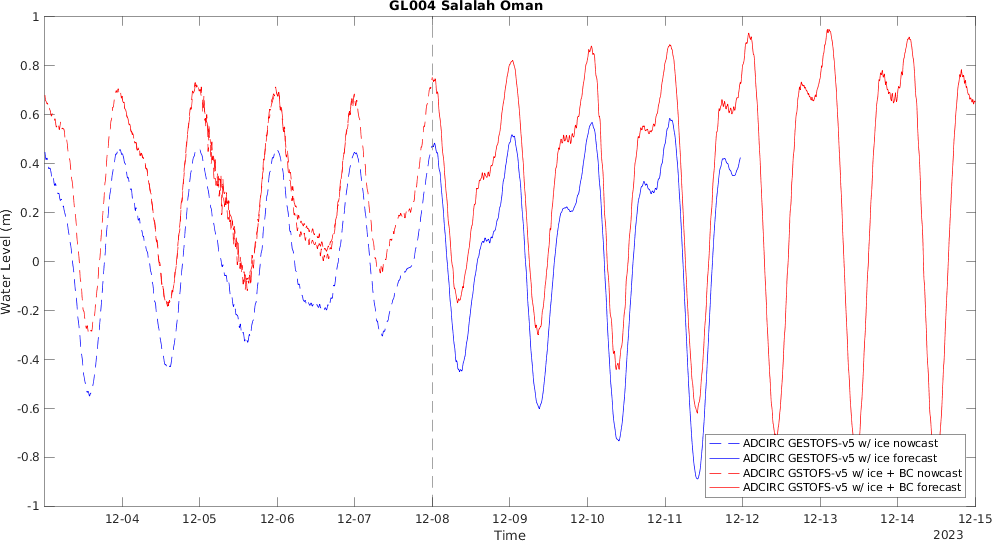 GL004 Salalah Oman
Water Level (m)
1
0.8
0.6
0.4
0.2
0
-0.2
-0.4
-0.6
-0.8
-1
12-04 12-05 12-06 12-07 12-08 12-09 12-10 12-11 12-12 12-13 12-14 12-15
Time
2023
ADCIRC GESTOFS-v5 w/ ice nowcast
ADCIRC GESTOFS-v5 w/ ice forecast
ADCIRC GSTOFS-v5 w/ ice + BC nowcast
ADCIRC GSTOFS-v5 w/ ice + BC forecast